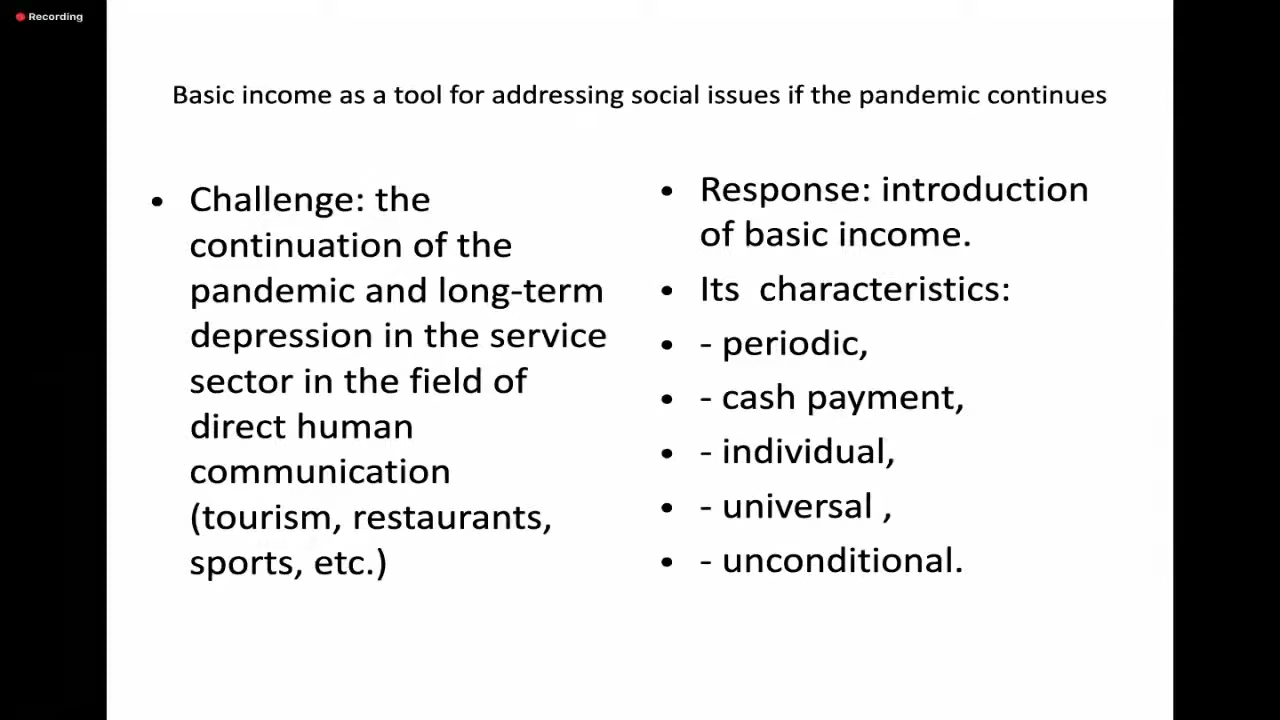 Recording
Basic income as a tool for addressing social issues if the pandemic continues
• Challenge: the
continuation of the
pandemic and long-term
depression in the service
sector in the field of
direct human
communication
(tourism, restaurants,
sports, etc.)
• Response: introduction
of basic income.
• Its  characteristics:
• - periodic,
• - cash payment,
• - individual,
• - universal ,
• - unconditional.